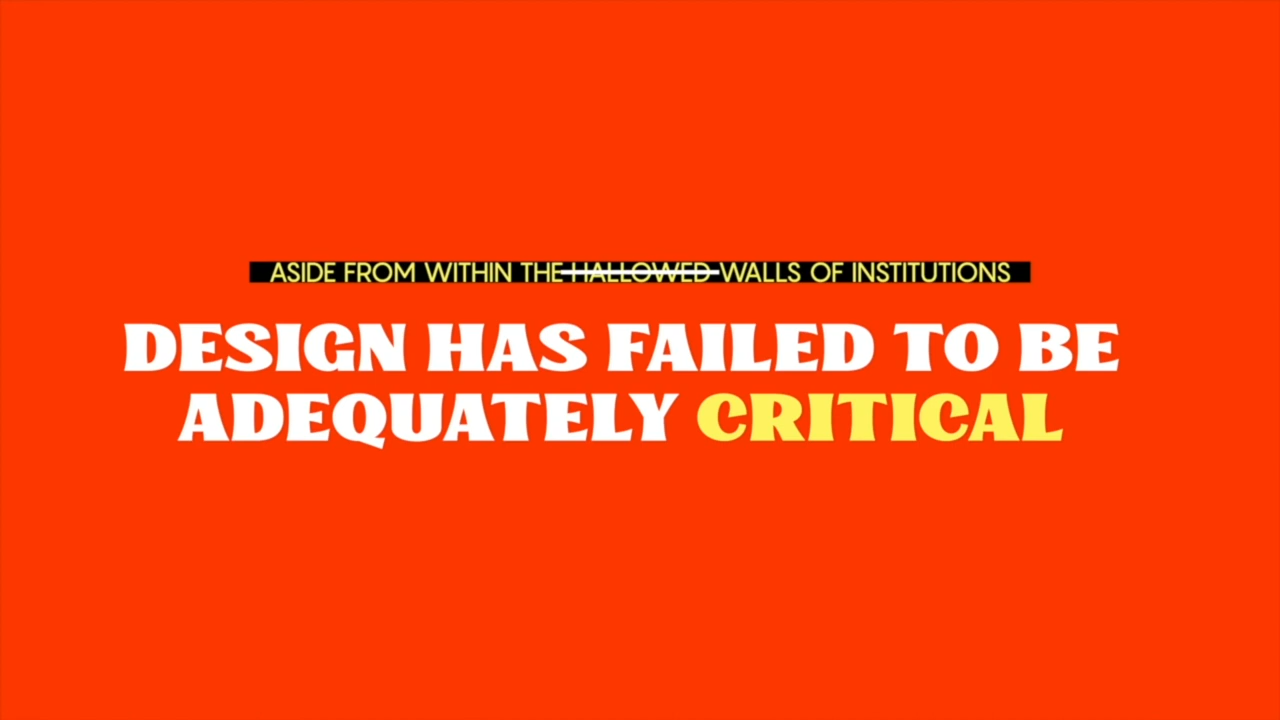 ASIDE FROM WITHIN THE HALLOWED WALLS OF INSTITUTIONS
DESIGN HAS FAILED TO BE
ADEQUATELY CRITICAL